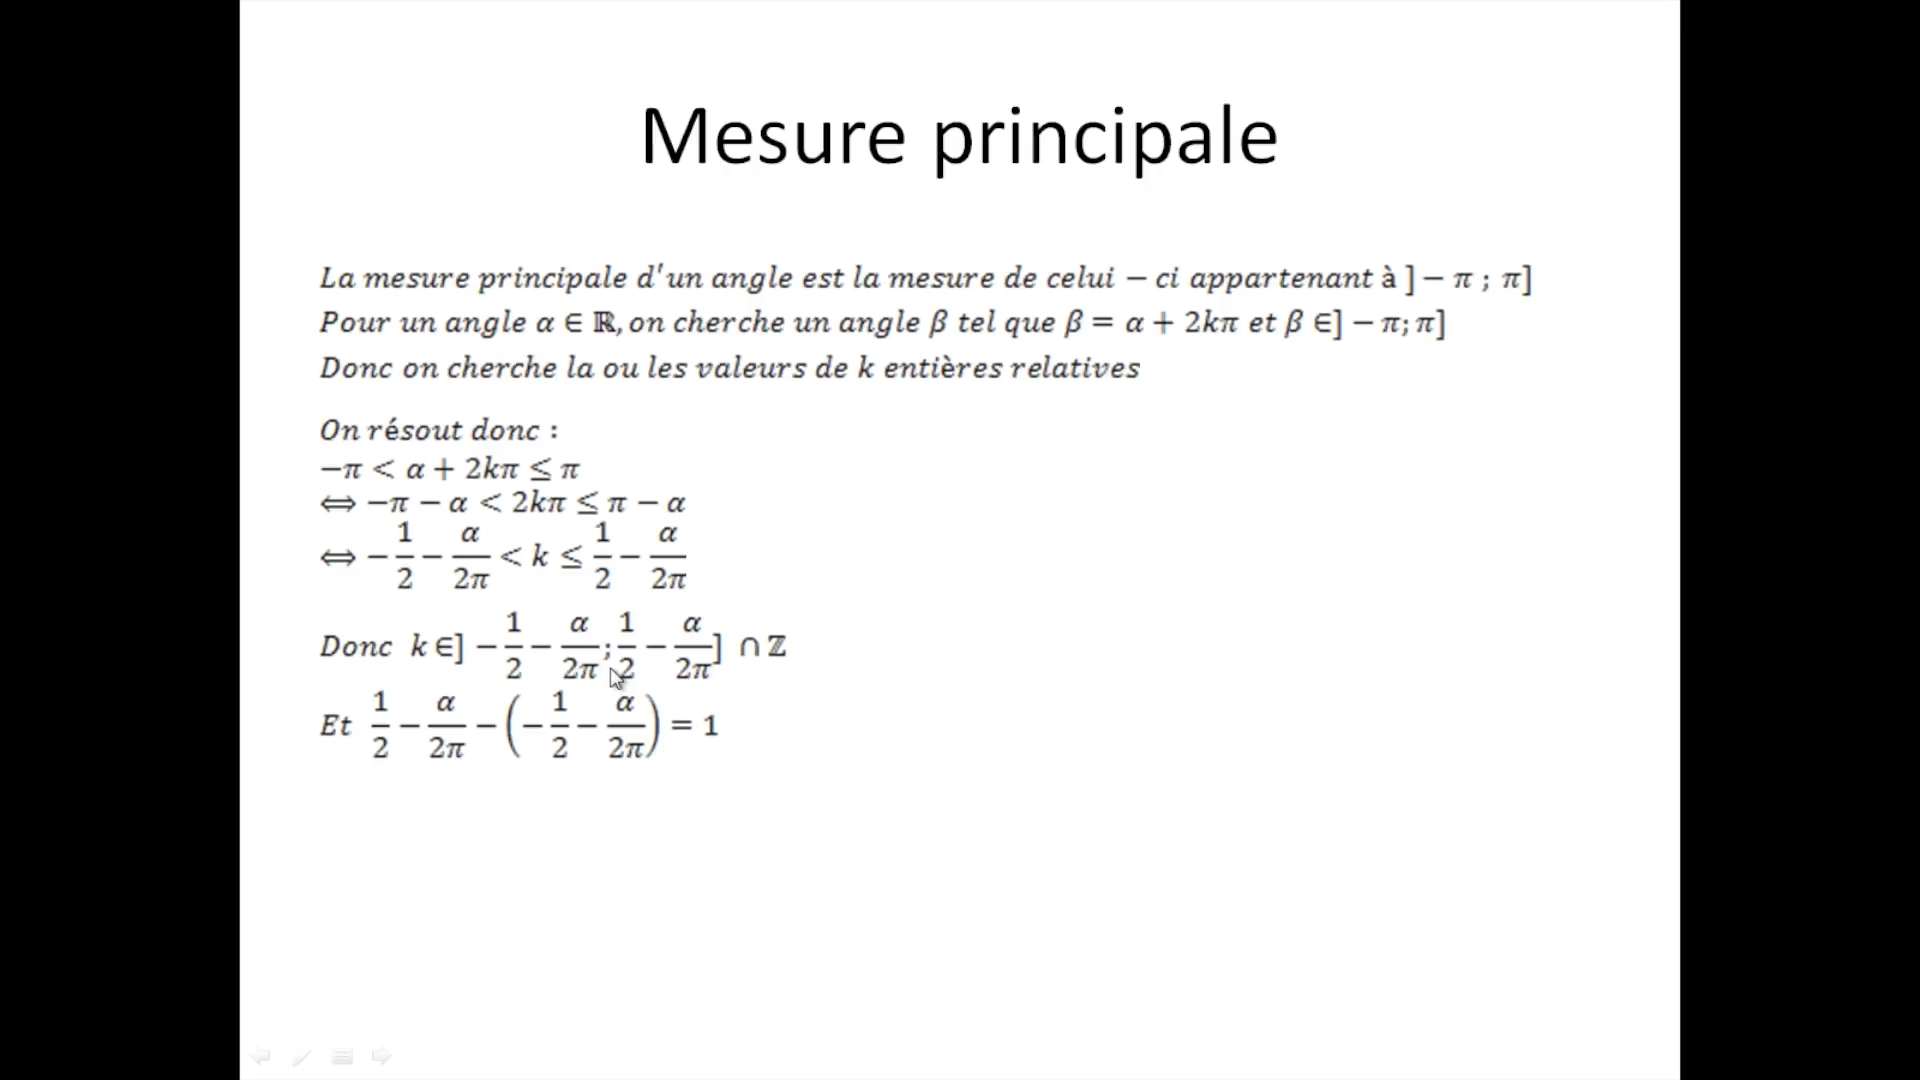 Mesure principale
La mesure principale d'un angle est la mesure de celui − ci appartenant à ] − π ; π]
Pour un angle α ∈ ℝ, on cherche un angle β tel que β = α + 2kπ et β ∈] − π; π]
Donc on cherche la ou les valeurs de k entières relatives
On résout donc :
−π < α + 2kπ ≤ π
⟺ −π − α < 2kπ ≤ π − α
⟺ −1/2 − α/2π < k ≤ 1/2 − α/2π
Donc k ∈] − 1/2 − α/2π ; 1/2 − α/2π] ∩ ℤ
Et 1/2 − α/2π − (−1/2 − α/2π) = 1